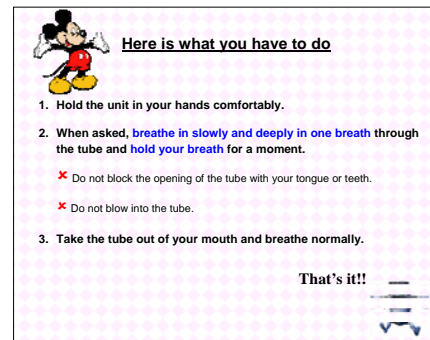 Here is what you have to do
1. Hold the unit in your hands comfortably.
2. When asked, breathe in slowly and deeply in one breath through
the tube and hold your breath for a moment.
✘ Do not block the opening of the tube with your tongue or teeth.
✘ Do not blow into the tube.
3. Take the tube out of your mouth and breathe normally.
That's it!!